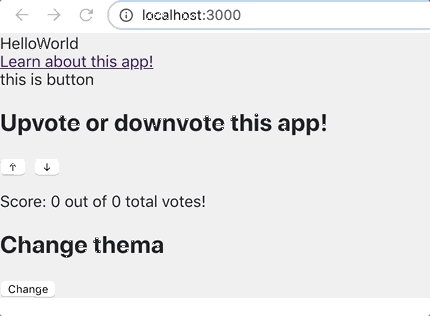 localhost:3000
HelloWorld
Learn about this app!
this is button
Upvote or downvote this app!
↑ ↓
Score: 0 out of 0 total votes!
Change thema
Change